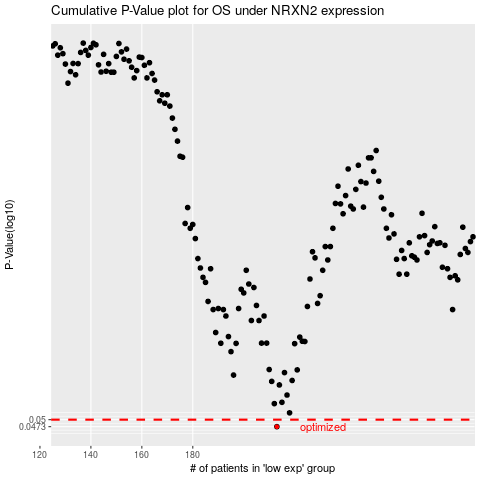 Cumulative P-Value plot for OS under NRXN2 expression
P-Value(log10)
0.05
0.0473
optimized
120 140 160 180
# of patients in 'low exp' group